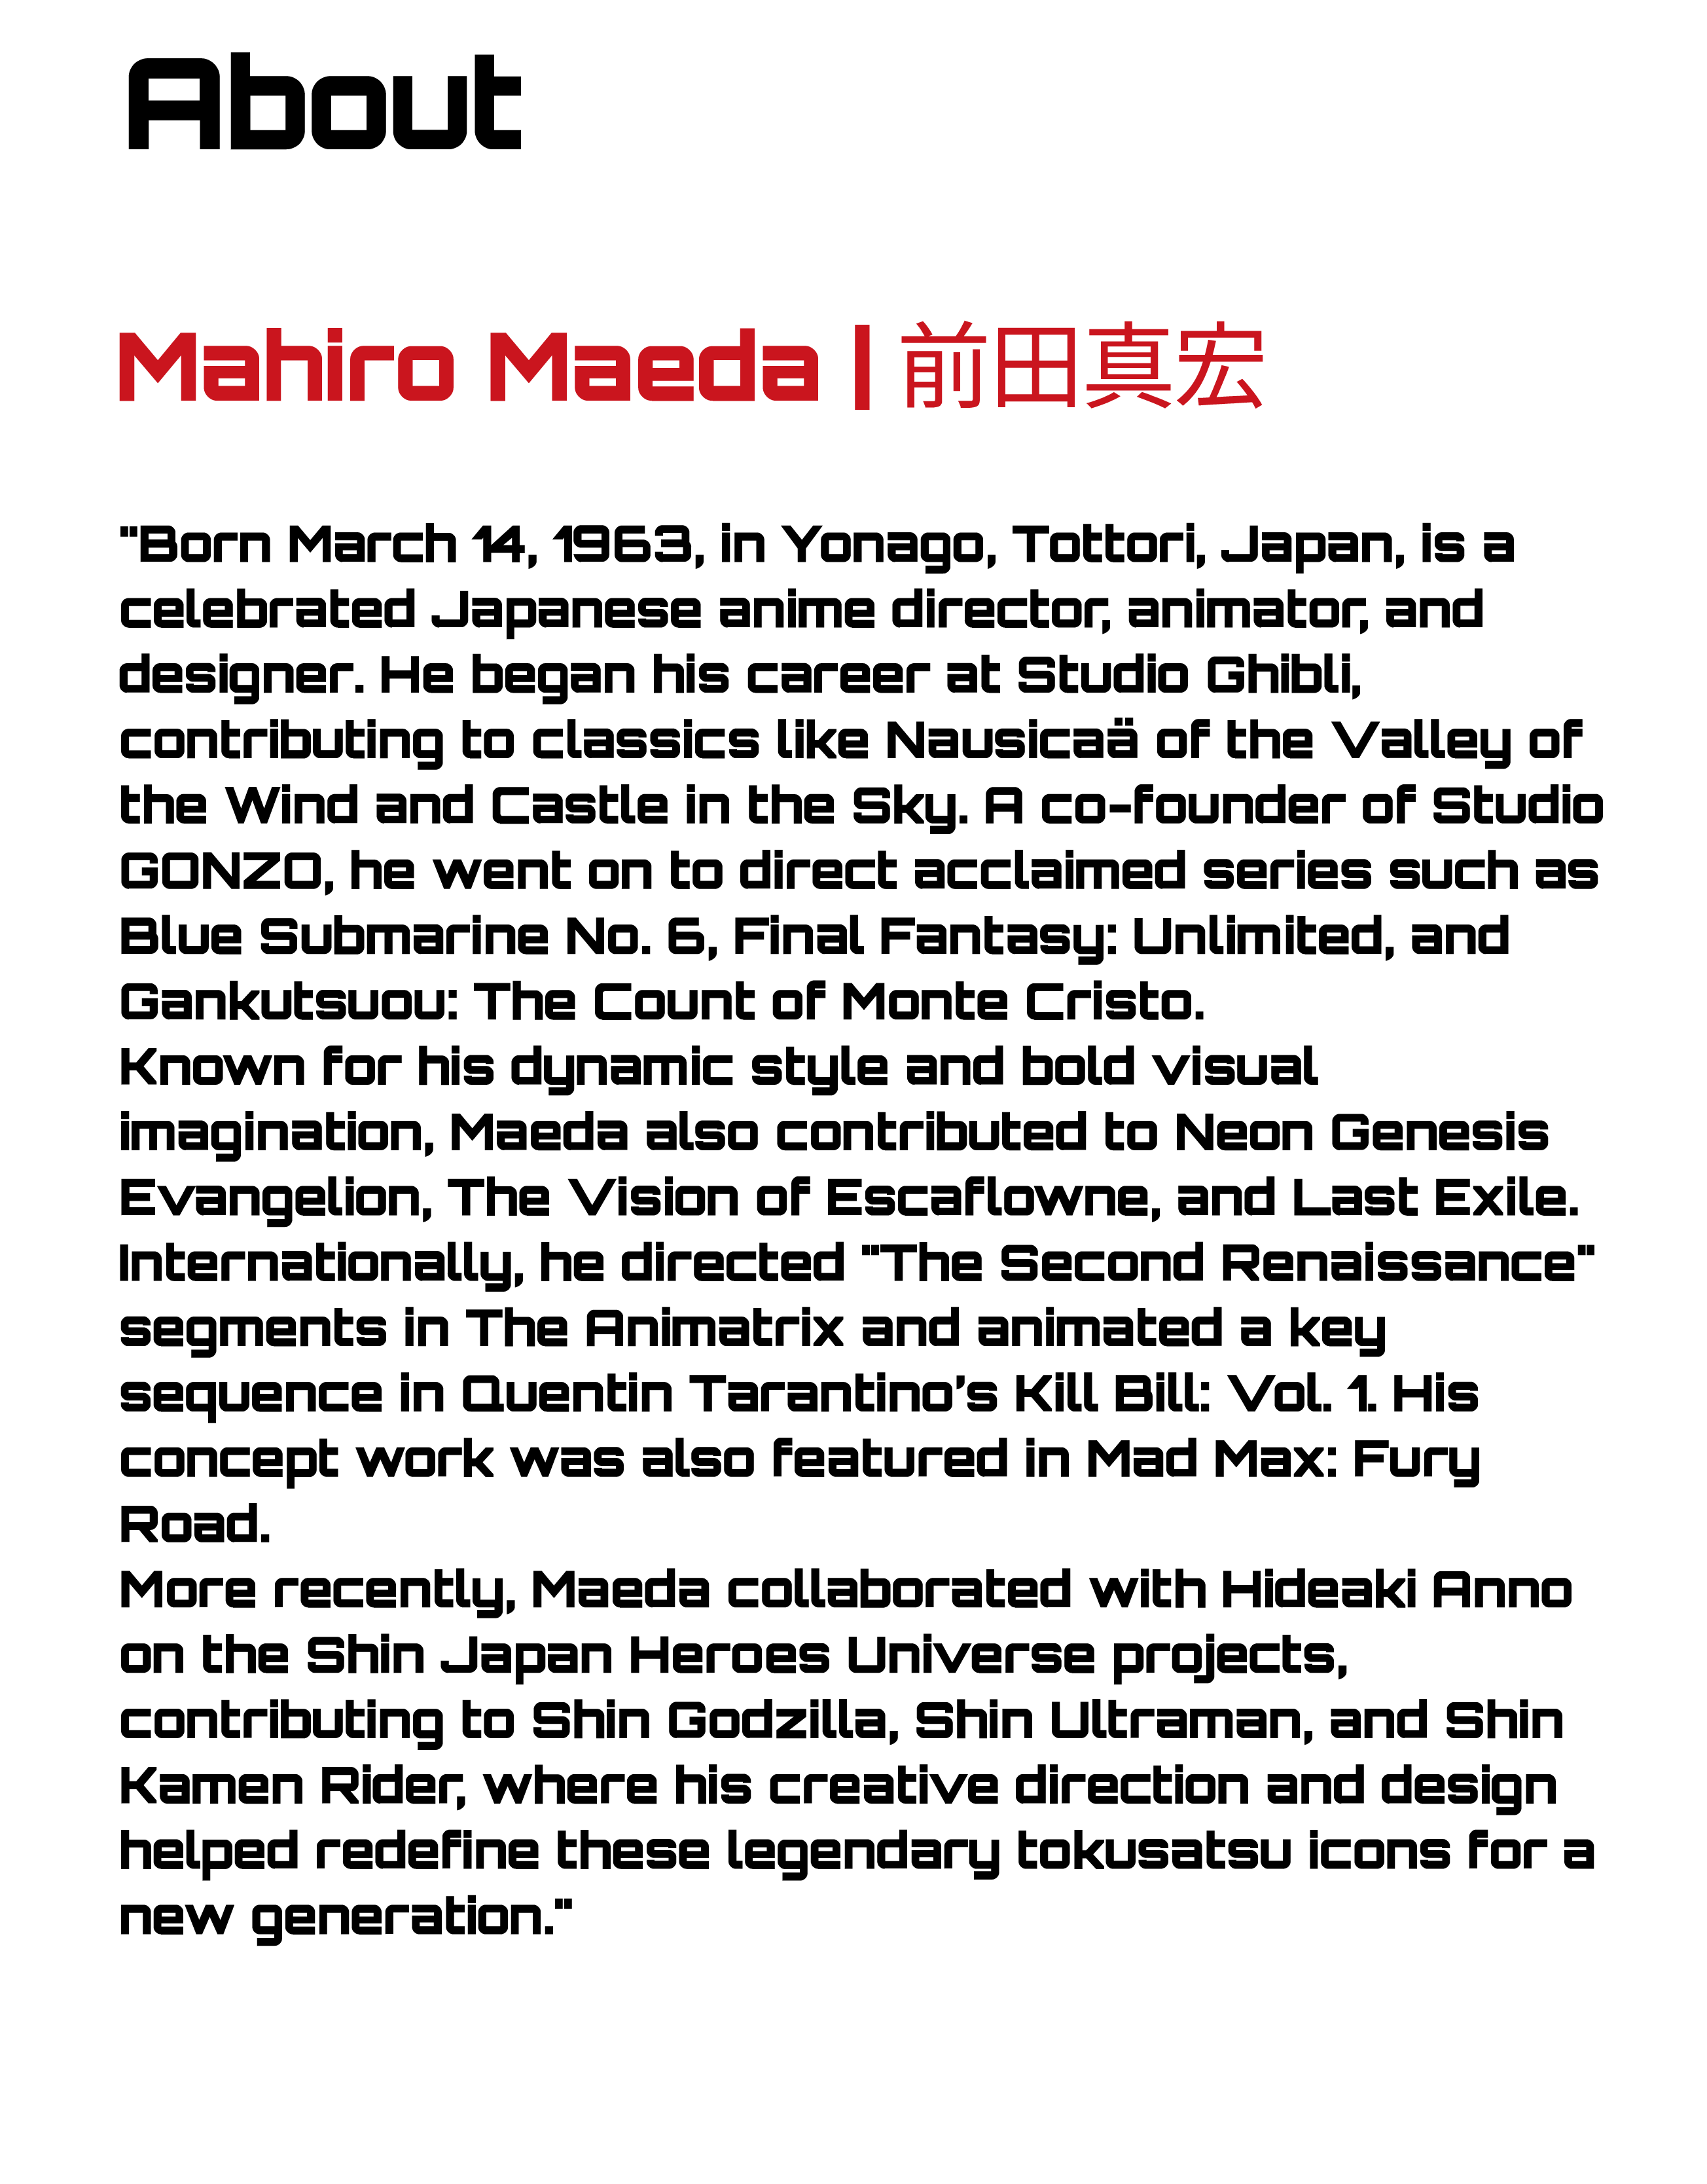 About
Mahiro Maeda | 前田真宏
"Born March 14, 1963, in Yonago, Tottori, Japan, is a
celebrated Japanese anime director, animator, and
designer. He began his career at Studio Ghibli,
contributing to classics like Nausicaä of the Valley of
the Wind and Castle in the Sky. A co-founder of Studio
GONZO, he went on to direct acclaimed series such as
Blue Submarine No. 6, Final Fantasy: Unlimited, and
Gankutsuou: The Count of Monte Cristo.
Known for his dynamic style and bold visual
imagination, Maeda also contributed to Neon Genesis
Evangelion, The Vision of Escaflowne, and Last Exile.
Internationally, he directed "The Second Renaissance"
segments in The Animatrix and animated a key
sequence in Quentin Tarantino's Kill Bill: Vol. 1. His
concept work was also featured in Mad Max: Fury
Road.
More recently, Maeda collaborated with Hideaki Anno
on the Shin Japan Heroes Universe projects,
contributing to Shin Godzilla, Shin Ultraman, and Shin
Kamen Rider, where his creative direction and design
helped redefine these legendary tokusatsu icons for a
new generation."